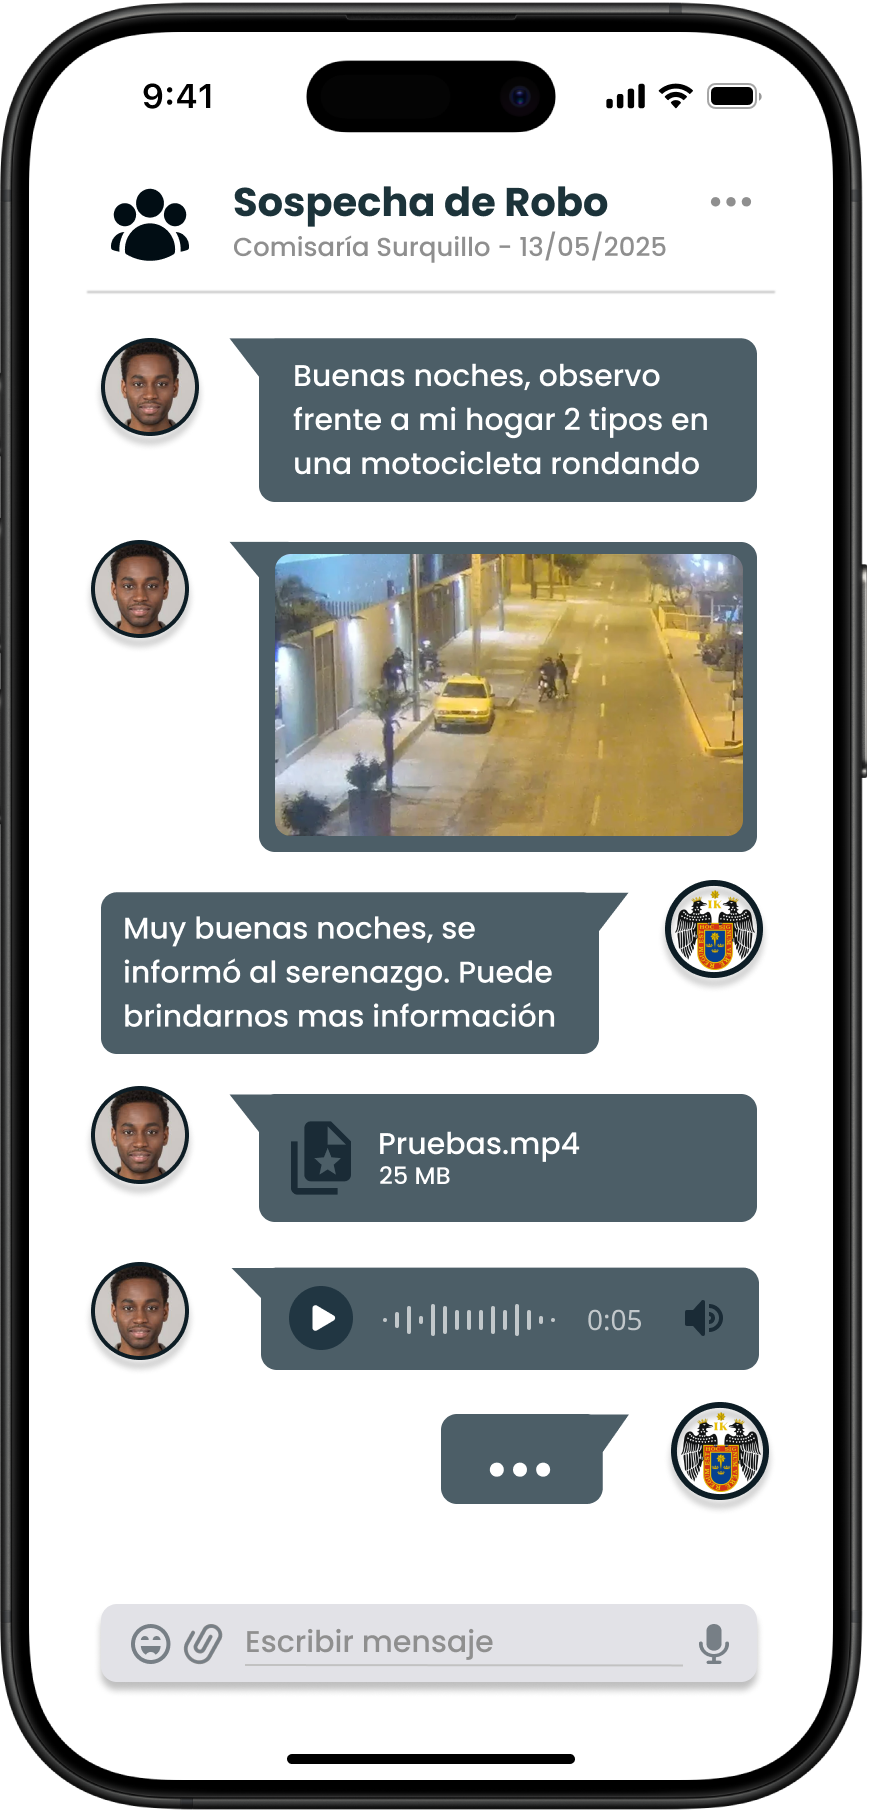 9:41
Sospecha de Robo
Comisaría Surquillo - 13/05/2025
Buenas noches, observo
frente a mi hogar 2 tipos en
una motocicleta rondando
Muy buenas noches, se
informó al serenazgo. Puede
brindarnos mas información
Pruebas.mp4
25 MB
0:05
Escribir mensaje